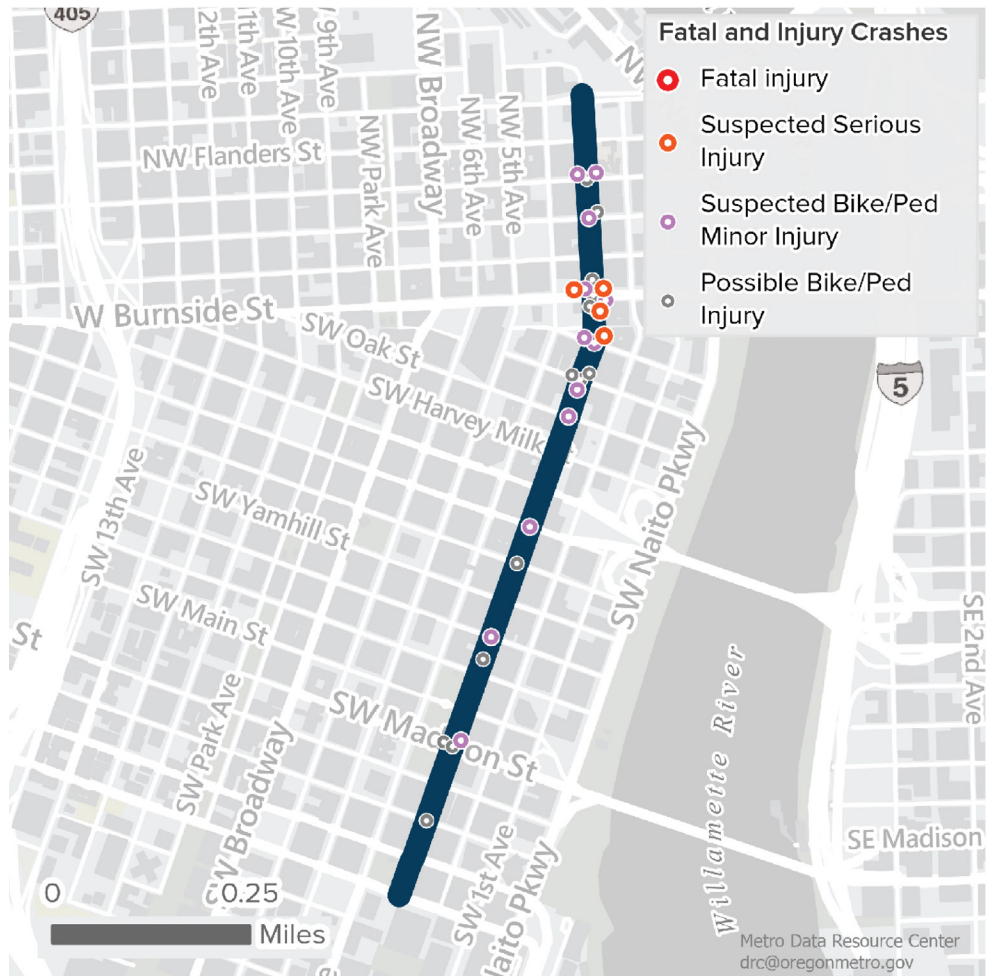 405
12th Ave
11th Ave
NW 10th Ave
NW 9th Ave
NW Broadway
NW 6th Ave
NW 5th Ave
NW Park Ave
NW Flanders St
NW
Fatal and Injury Crashes
Fatal injury
Suspected Serious
Injury
Suspected Bike/Ped
Minor Injury
Possible Bike/Ped
Injury
W Burnside St
SW Oak St
SW Harvey Milk
5
SW 13th Ave
SW Yamhill St
SW Naito Pkwy
SW Main St
St
SW Park Ave
SW Broadway
SW Madison St
SW 1st Ave
Naito Pkwy
Willamette River
SE 2nd Ave
SE Madison
0
0.25
Miles
Metro Data Resource Center
drc@oregonmetro.gov